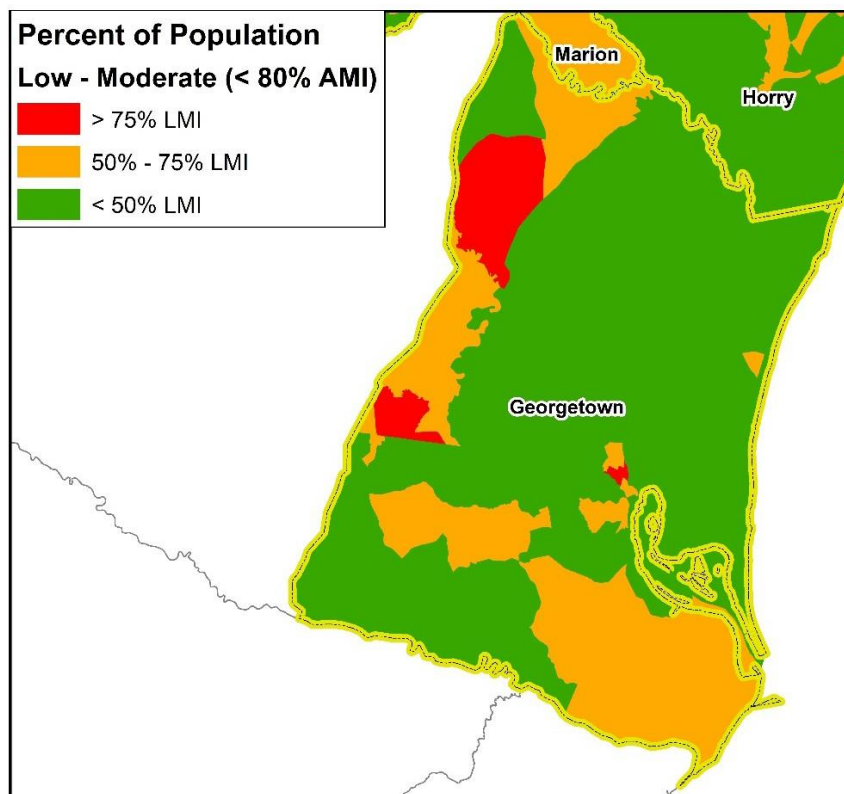 Percent of Population
Low - Moderate (< 80% AMI)
> 75% LMI
50% - 75% LMI
< 50% LMI
Marion
Horry
Georgetown